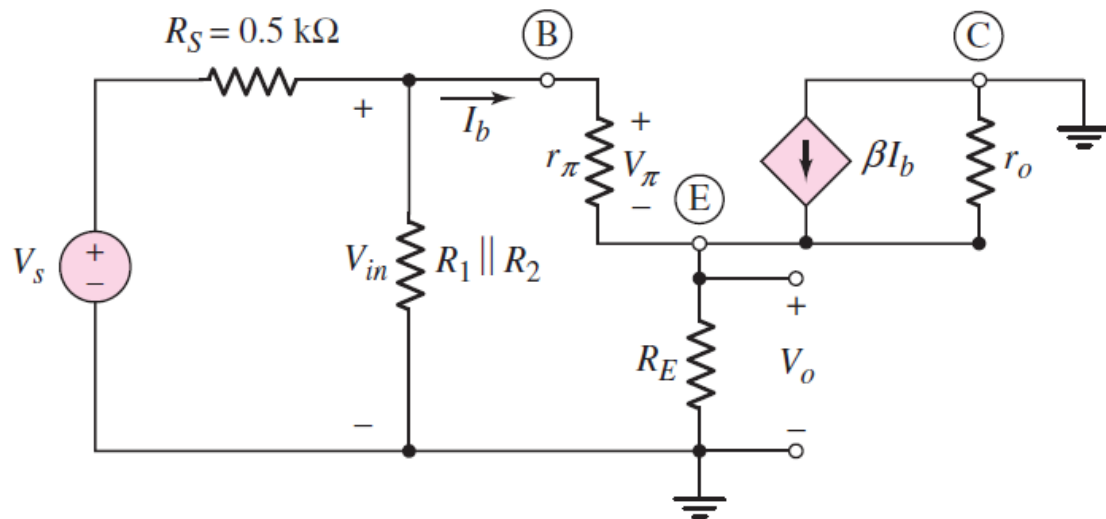 R_S = 0.5 kΩ
B
C
+
I_b
r_π
+
V_π
−
E
βI_b
r_o
V_s
+
−
V_in
R_1 || R_2
+
R_E
V_o
−
−